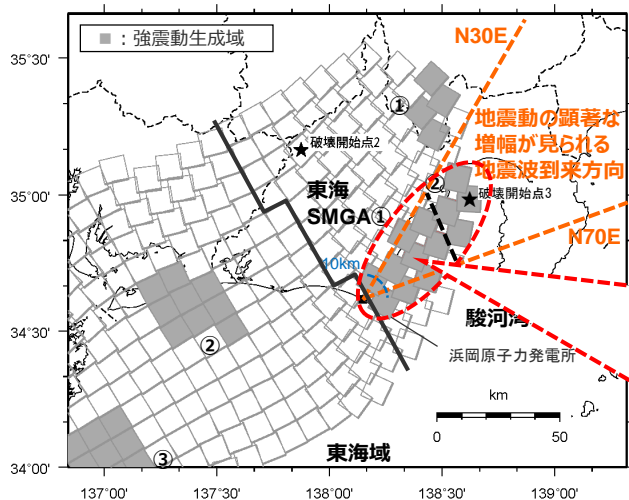 ■：強震動生成域
N30E
35°30'
①
地震動の顕著な
増幅が見られる
地震波到来方向
破壊開始点2
②
35°00'
東海
SMGA①
破壊開始点3
N70E
10km
駿河湾
34°30'
②
浜岡原子力発電所
km
0
50
東海域
③
34°00'
137°00'
137°30'
138°00'
138°30'
139°00'